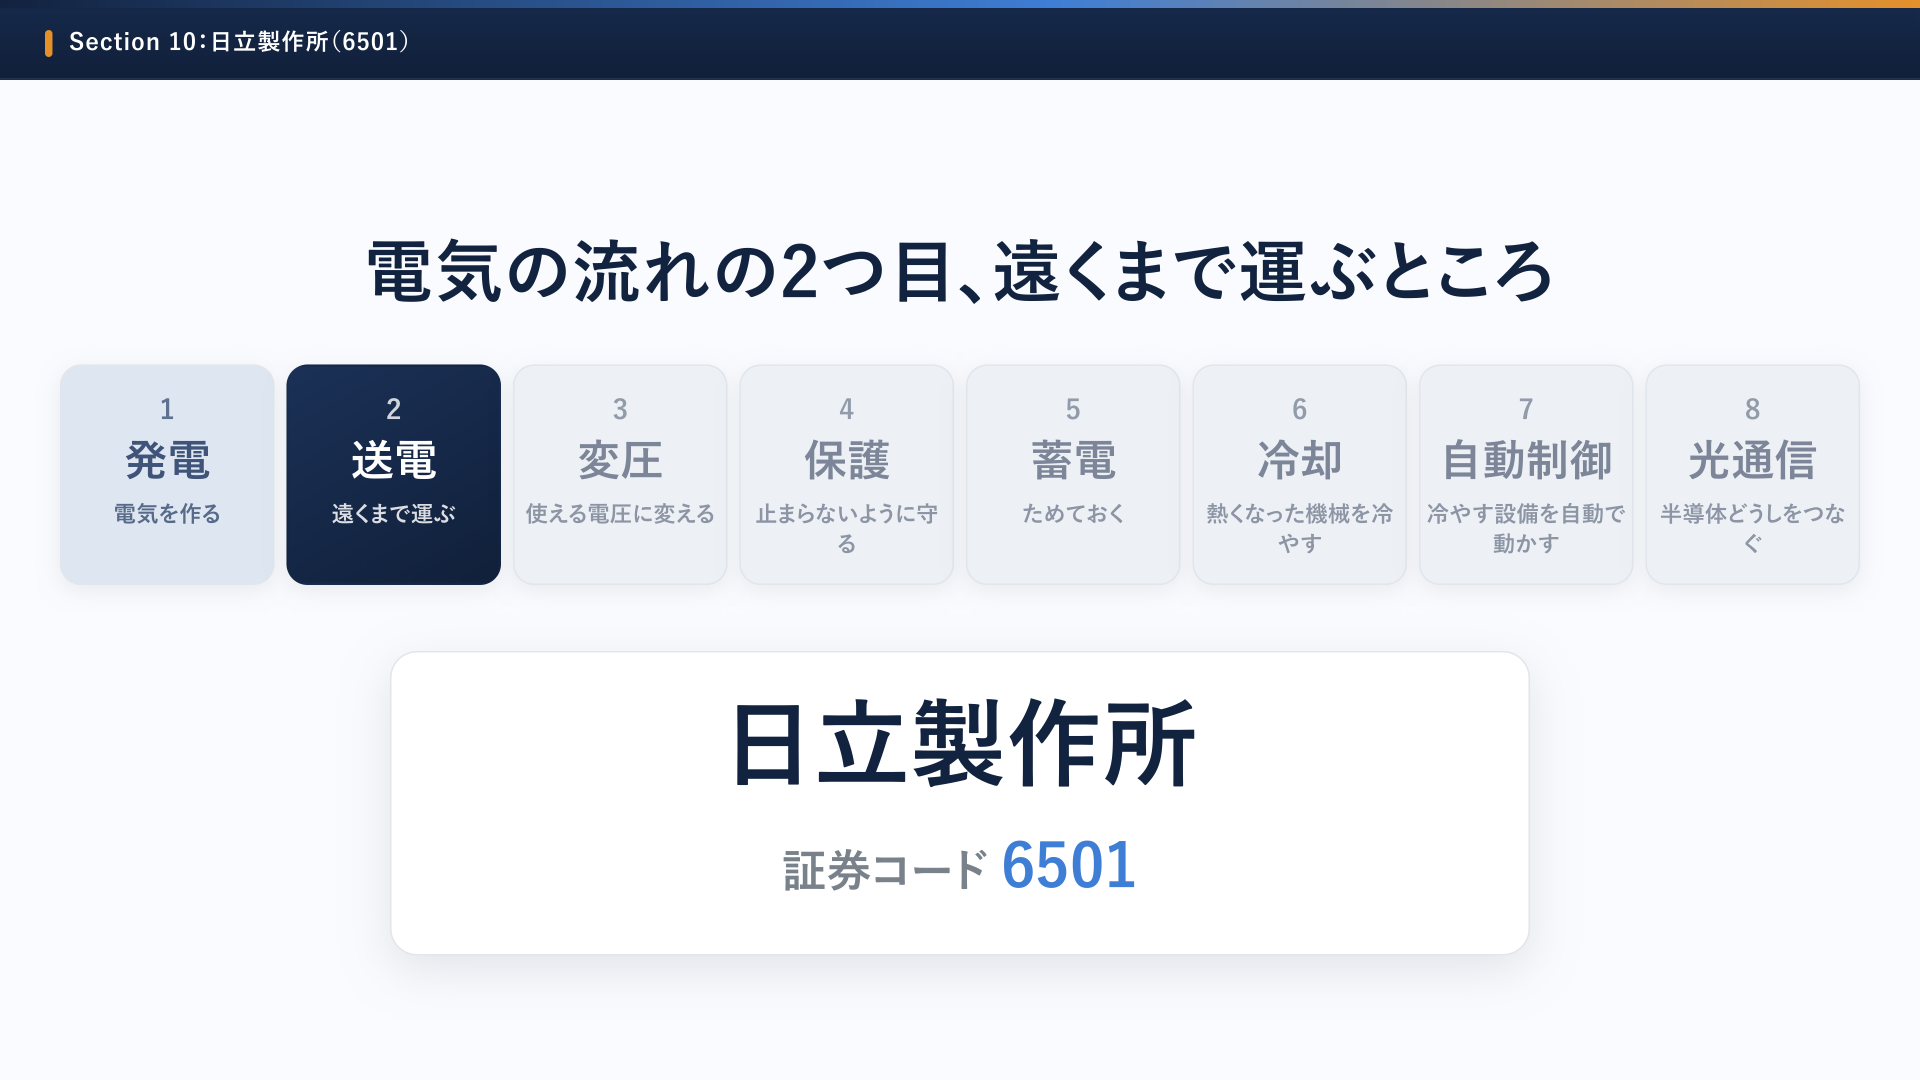 Section 10:日立製作所(6501)
電気の流れの2つ目、遠くまで運ぶところ
1
発電
電気を作る
2
送電
遠くまで運ぶ
3
変圧
使える電圧に変える
4
保護
止まらないように守
る
5
蓄電
ためておく
6
冷却
熱くなった機械を冷
やす
7
自動制御
冷やす設備を自動で
動かす
8
光通信
半導体どうしをつな
ぐ
日立製作所
証券コード 6501